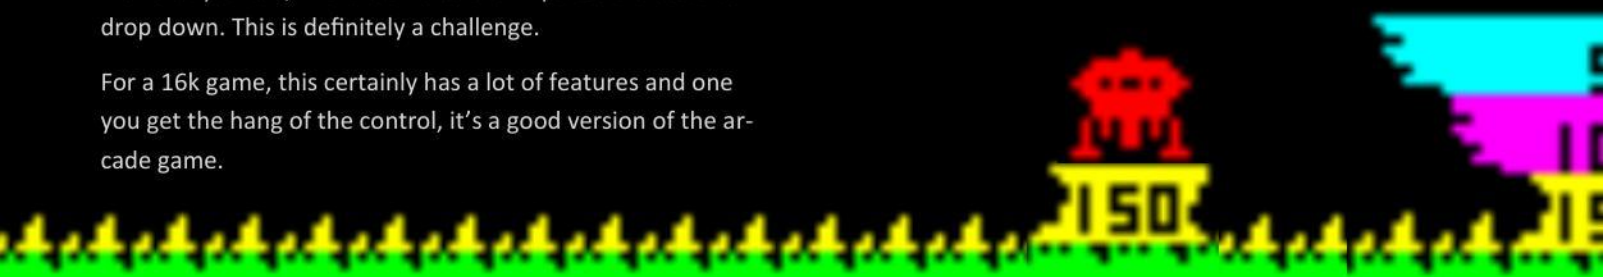 drop down. This is definitely a challenge.
For a 16k game, this certainly has a lot of features and one
you get the hang of the control, it’s a good version of the ar-
cade game.
150